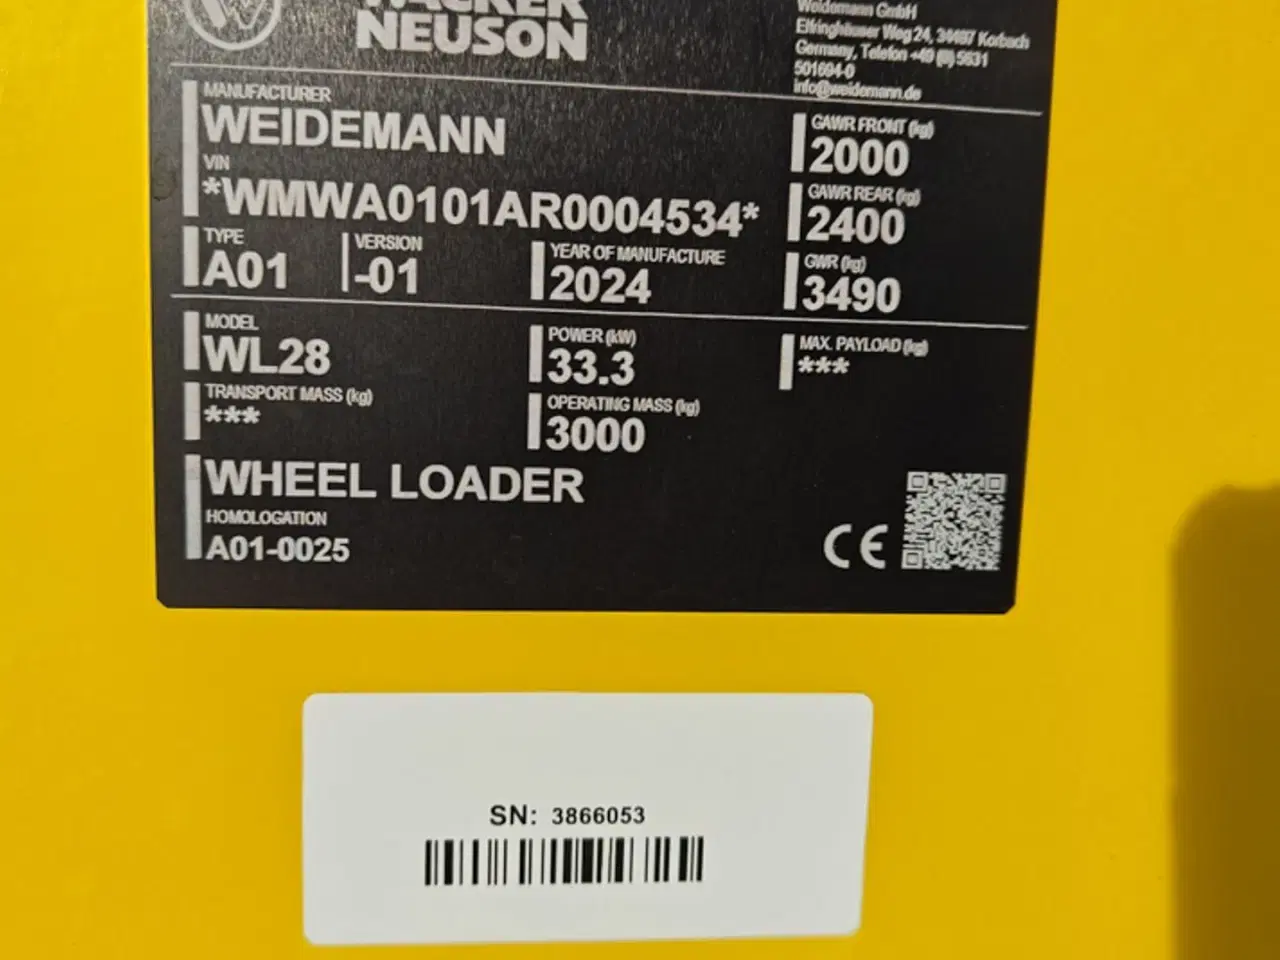 WACKER
NEUSON
Weidemann GmbH
Elfringhäuser Weg 24, 34497 Korbach
Germany, Telefon +49 (0) 5631
501694-0
info@weidemann.de
MANUFACTURER
WEIDEMANN
VIN
*WMWA0101AR0004534*
TYPE
A01
VERSION
-01
YEAR OF MANUFACTURE
2024
GAWR FRONT (kg)
2000
GAWR REAR (kg)
2400
GWR (kg)
3490
MODEL
WL28
POWER (kW)
33.3
MAX. PAYLOAD (kg)
***
TRANSPORT MASS (kg)
***
OPERATING MASS (kg)
3000
WHEEL LOADER
HOMOLOGATION
A01-0025
CE
SN: 3866053